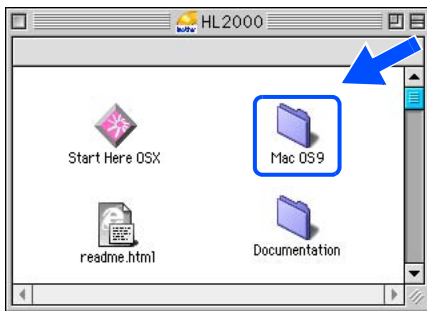 HL2000
Start Here OSX
Mac OS9
readme.html
Documentation